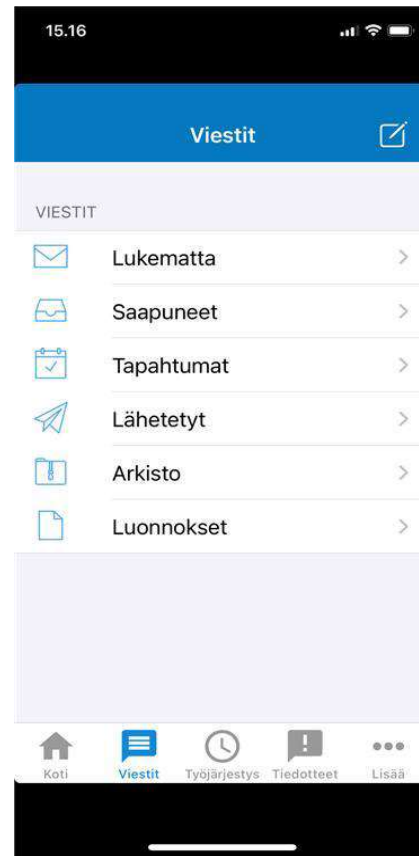 15.16
Viestit
VIESTIT
Lukematta
Saapuneet
Tapahtumat
Lähetetyt
Arkisto
Luonnokset
Koti Viestit Työjärjestys Tiedotteet Lisää